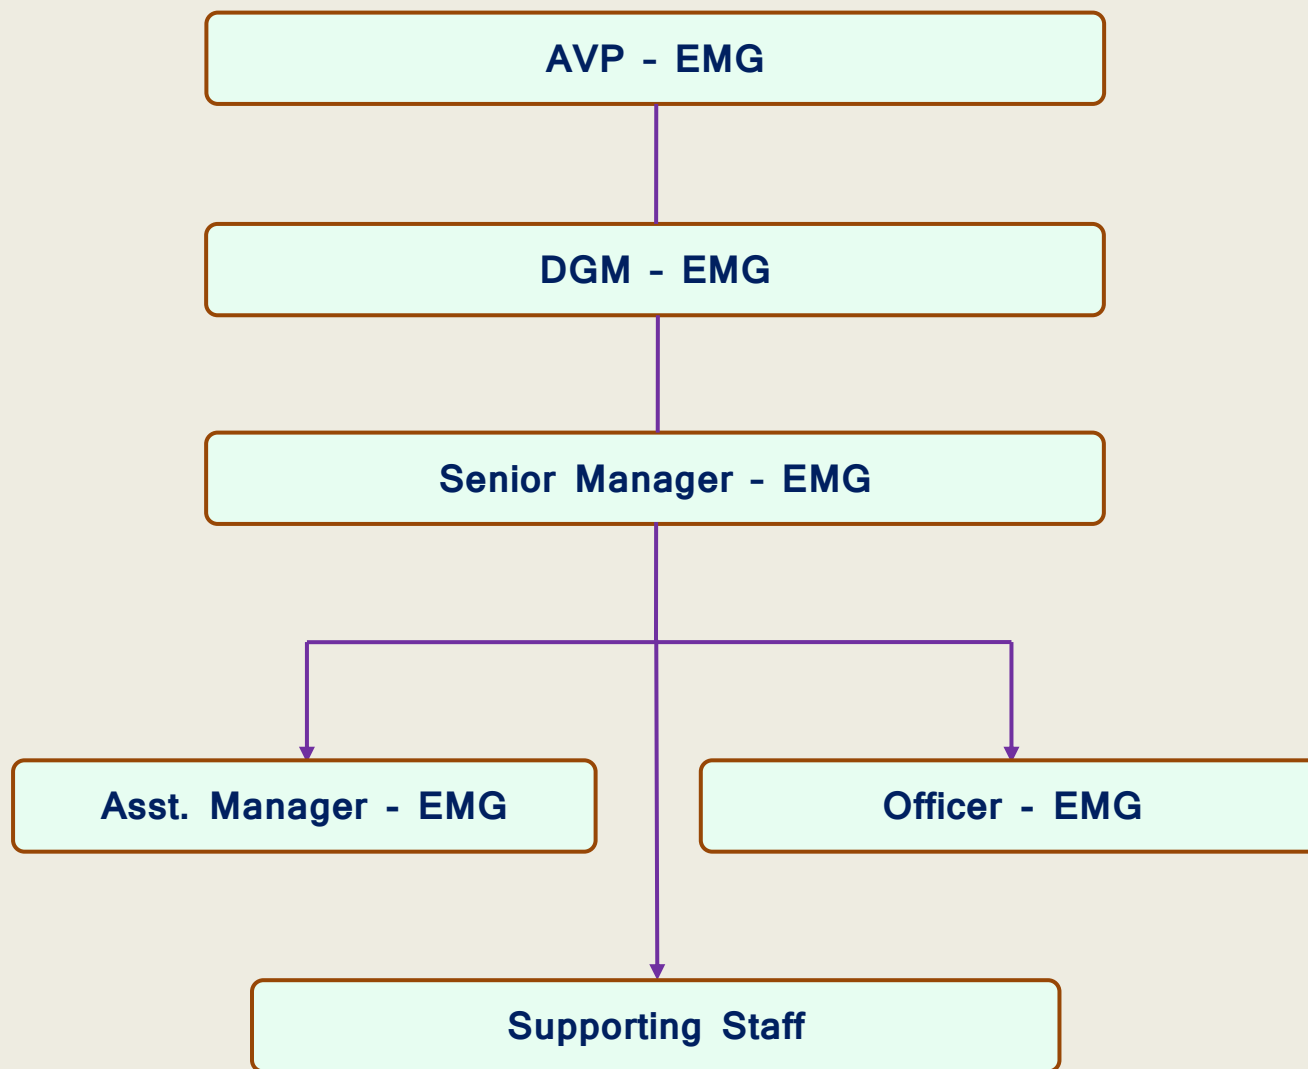 AVP - EMG
DGM - EMG
Senior Manager - EMG
Asst. Manager - EMG
Officer - EMG
Supporting Staff